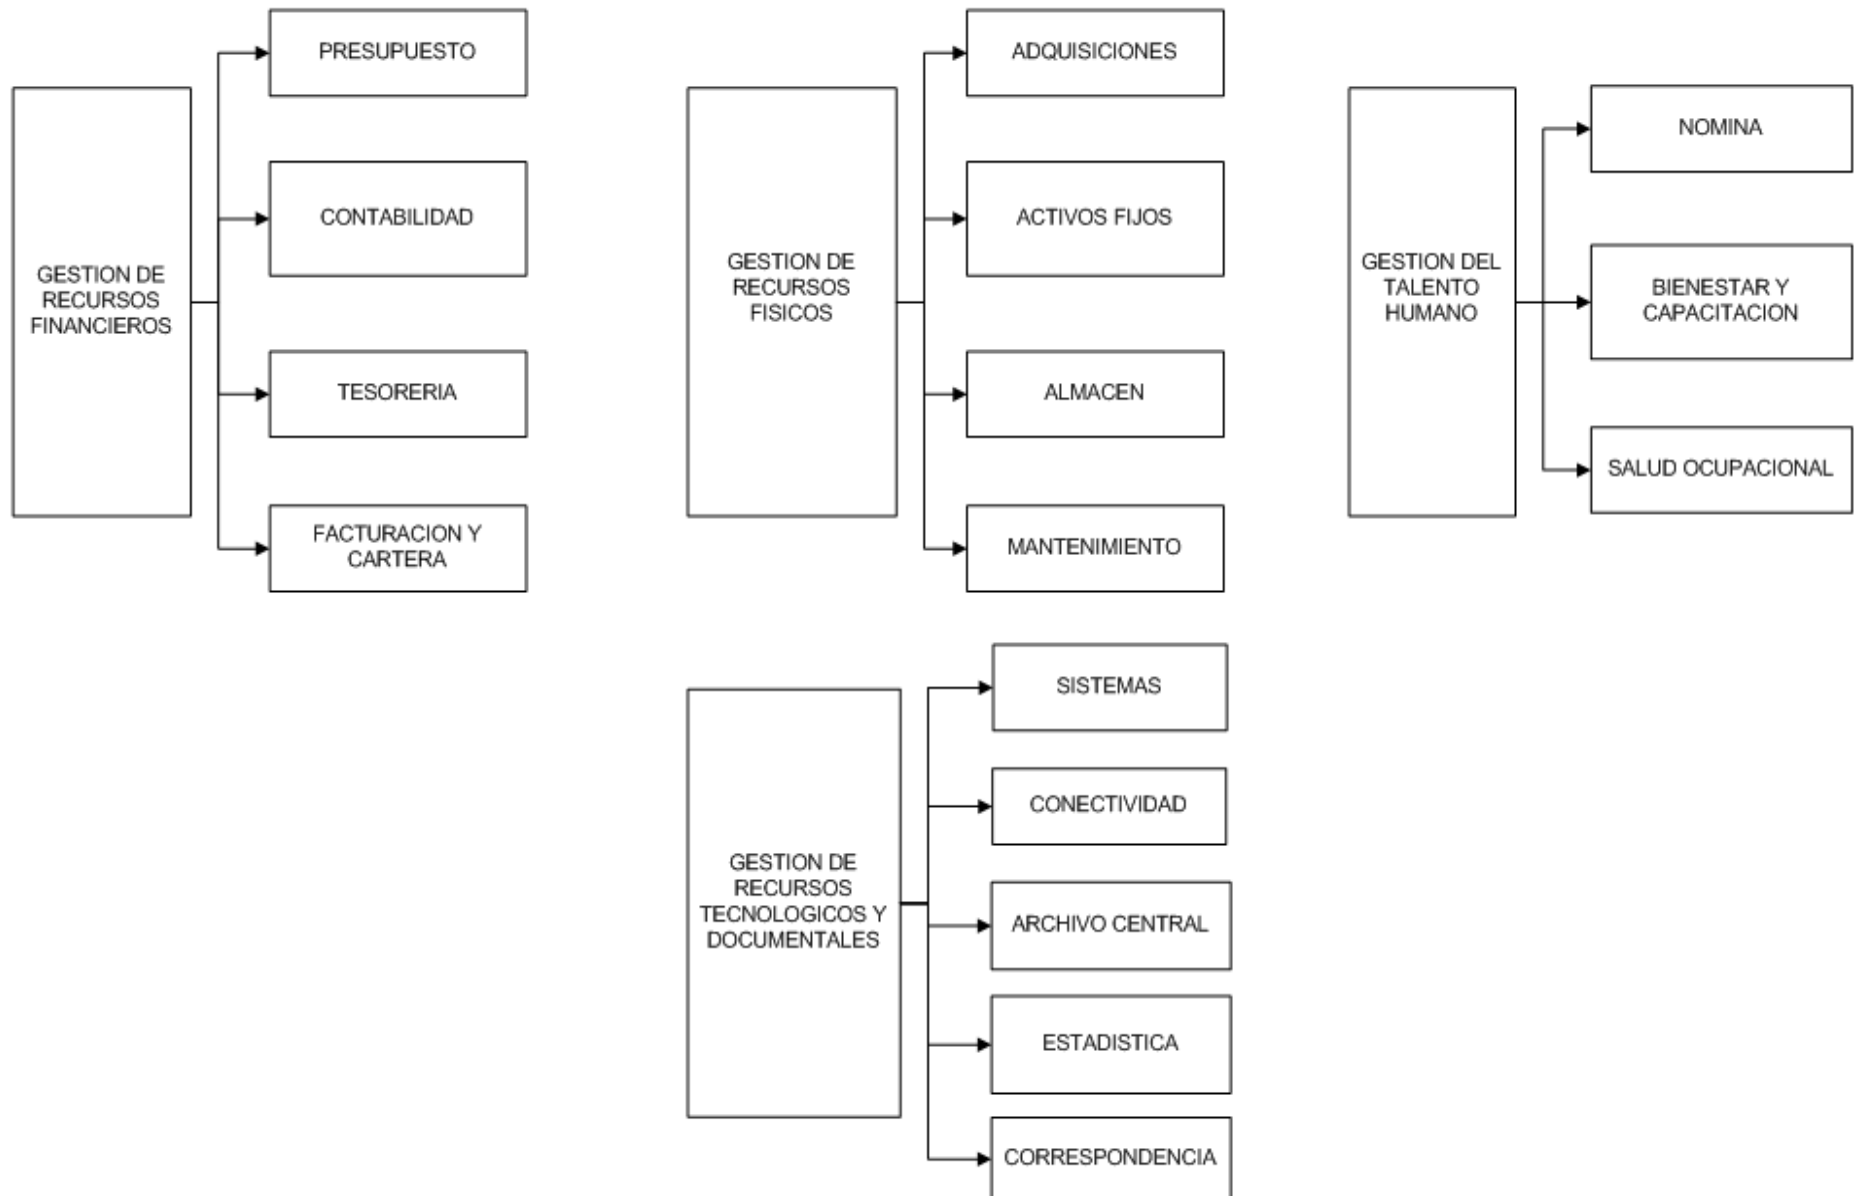 GESTION DE
RECURSOS
FINANCIEROS
PRESUPUESTO
CONTABILIDAD
TESORERIA
FACTURACION Y
CARTERA
GESTION DE
RECURSOS
FISICOS
ADQUISICIONES
ACTIVOS FIJOS
ALMACEN
MANTENIMIENTO
GESTION DEL
TALENTO
HUMANO
NOMINA
BIENESTAR Y
CAPACITACION
SALUD OCUPACIONAL
GESTION DE
RECURSOS
TECNOLOGICOS Y
DOCUMENTALES
SISTEMAS
CONECTIVIDAD
ARCHIVO CENTRAL
ESTADISTICA
CORRESPONDENCIA